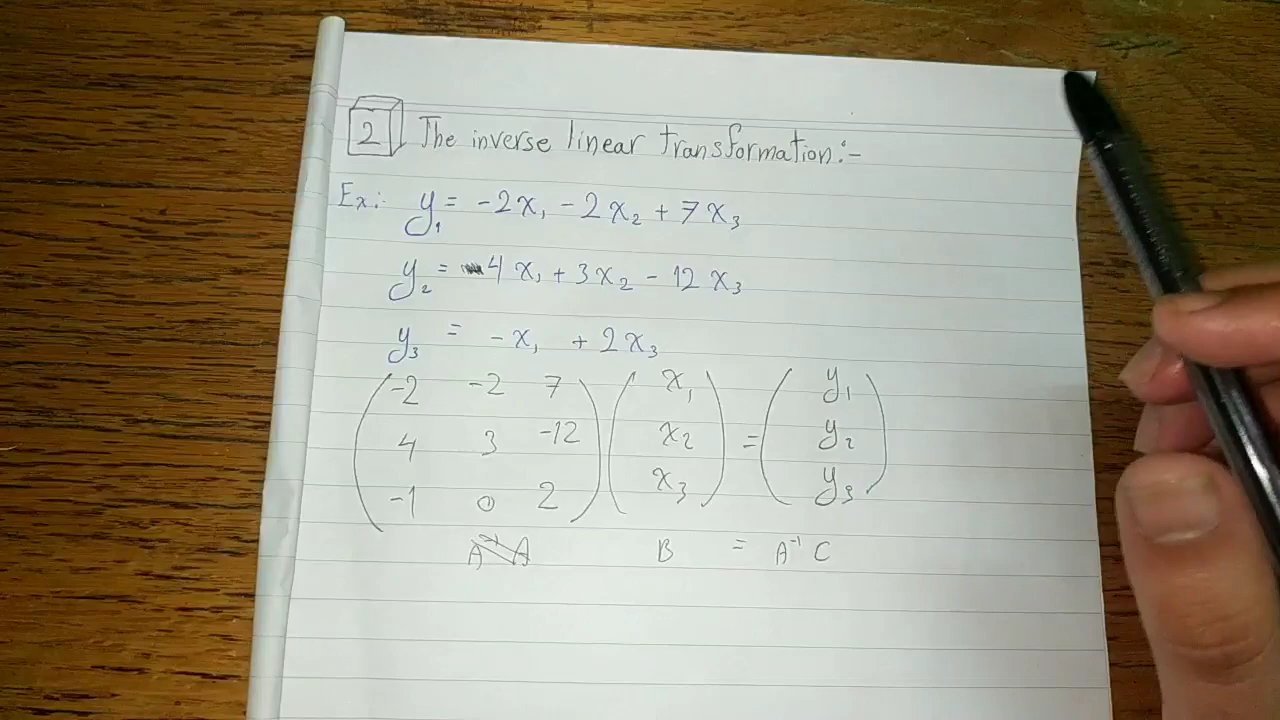 2 The inverse linear transformation:-
Ex:- y₁ = -2x₁ - 2x₂ + 7x₃
y₂ = 4x₁ + 3x₂ - 12x₃
y₃ = -x₁ + 2x₃
-2 -2 7 x₁ y₁
4 3 -12 x₂ = y₂
-1 0 2 x₃ y₃
A⁻¹A B = A⁻¹ C